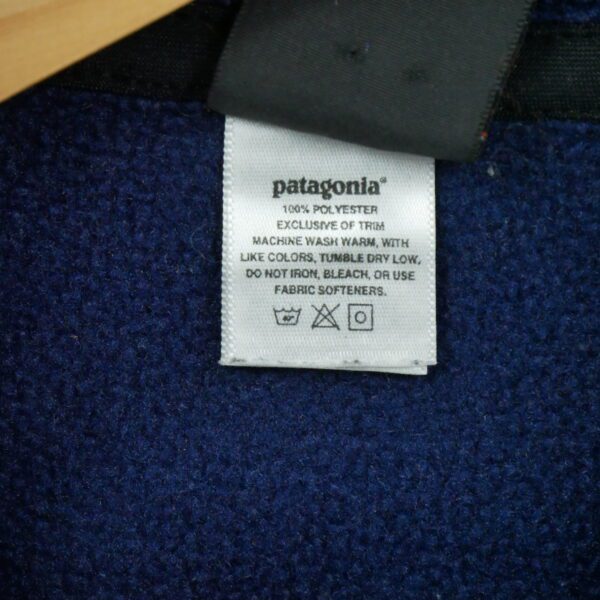 patagonia®
100% POLYESTER
EXCLUSIVE OF TRIM
MACHINE WASH WARM, WITH
LIKE COLORS, TUMBLE DRY LOW.
DO NOT IRON, BLEACH, OR USE
FABRIC SOFTENERS.
40°